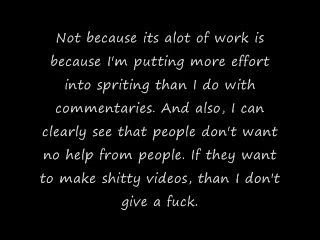 Not because its alot of work is
because I'm putting more effort
into spriting than I do with
commentaries. And also, I can
clearly see that people don't want
no help from people. If they want
to make shitty videos, than I don't
give a fuck.